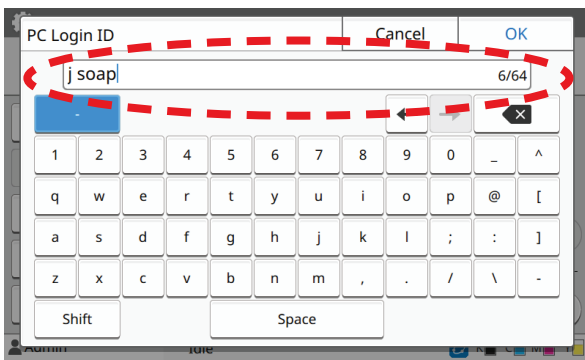 PC Login ID Cancel OK
j soap 6/64
-
1 2 3 4 5 6 7 8 9 0 _ ^
q w e r t y u i o p @ [
a s d f g h j k l ; : ]
z x c v b n m , . / \ -
Shift Space
Admin Idle K C M Y